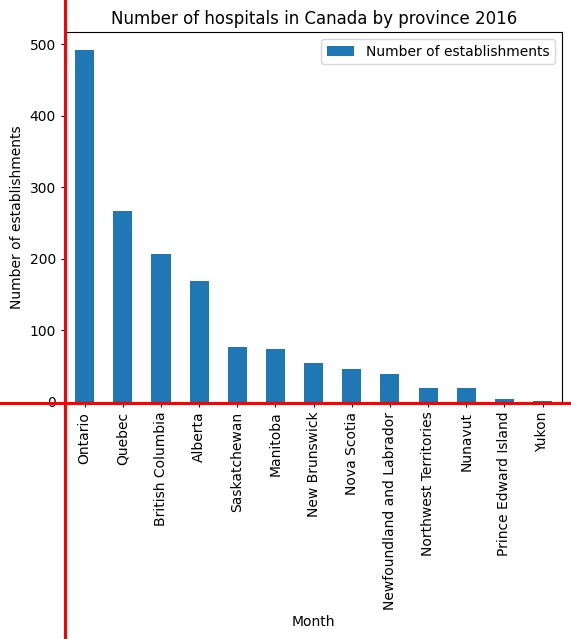 Number of hospitals in Canada by province 2016
Number of establishments
Number of establishments
500
400
300
200
100
0
Ontario
Quebec
British Columbia
Alberta
Saskatchewan
Manitoba
New Brunswick
Nova Scotia
Newfoundland and Labrador
Northwest Territories
Nunavut
Prince Edward Island
Yukon
Month